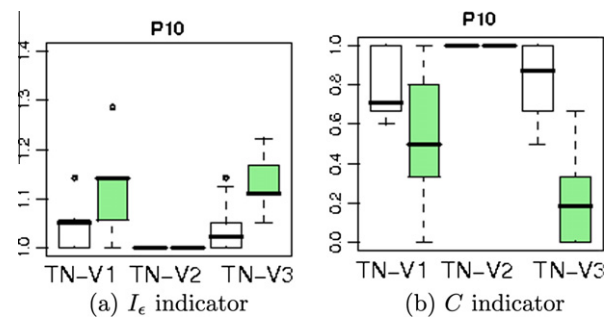 P10
1.4
1.3
1.2
1.1
1.0
TN-V1 TN-V2 TN-V3
(a) I_ϵ indicator
P10
1.0
0.8
0.6
0.4
0.2
0.0
TN-V1 TN-V2 TN-V3
(b) C indicator